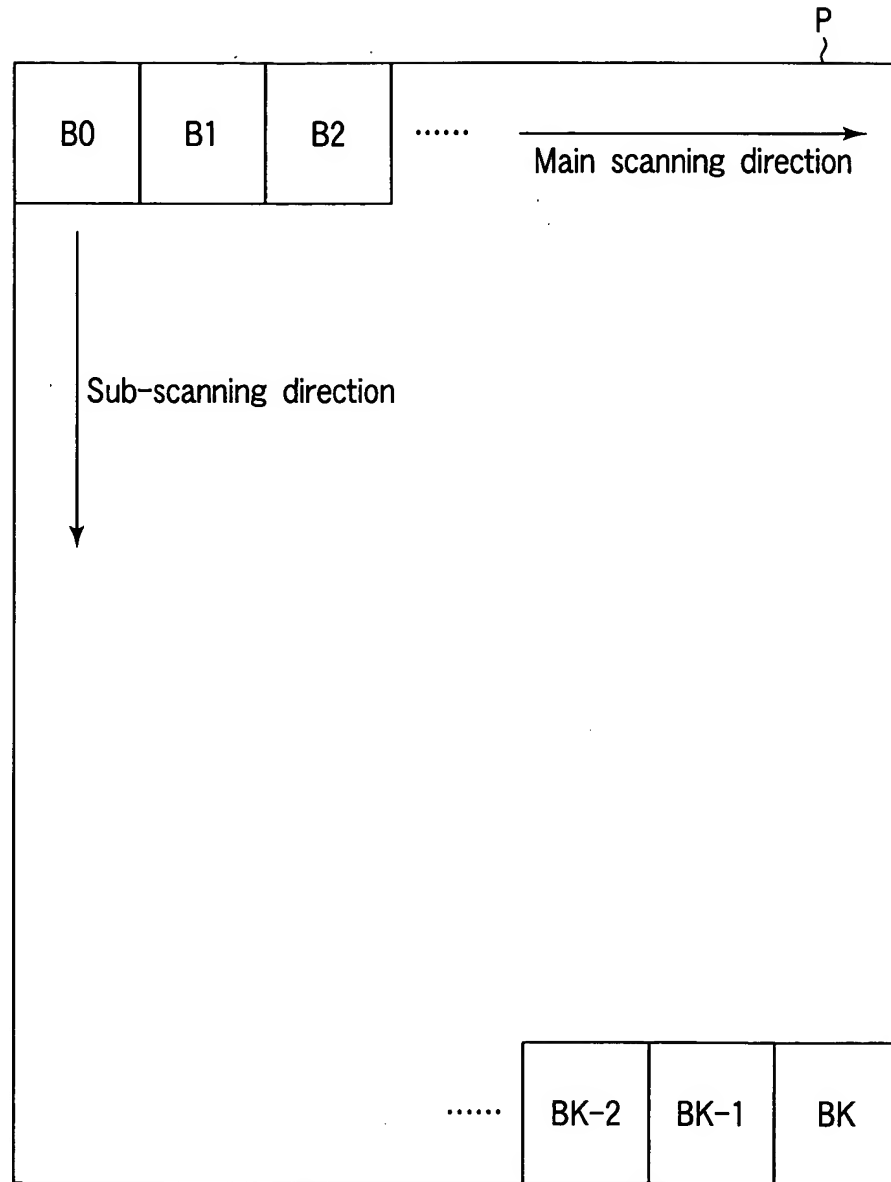 P
B0 B1 B2 ...... Main scanning direction
Sub-scanning direction
...... BK-2 BK-1 BK